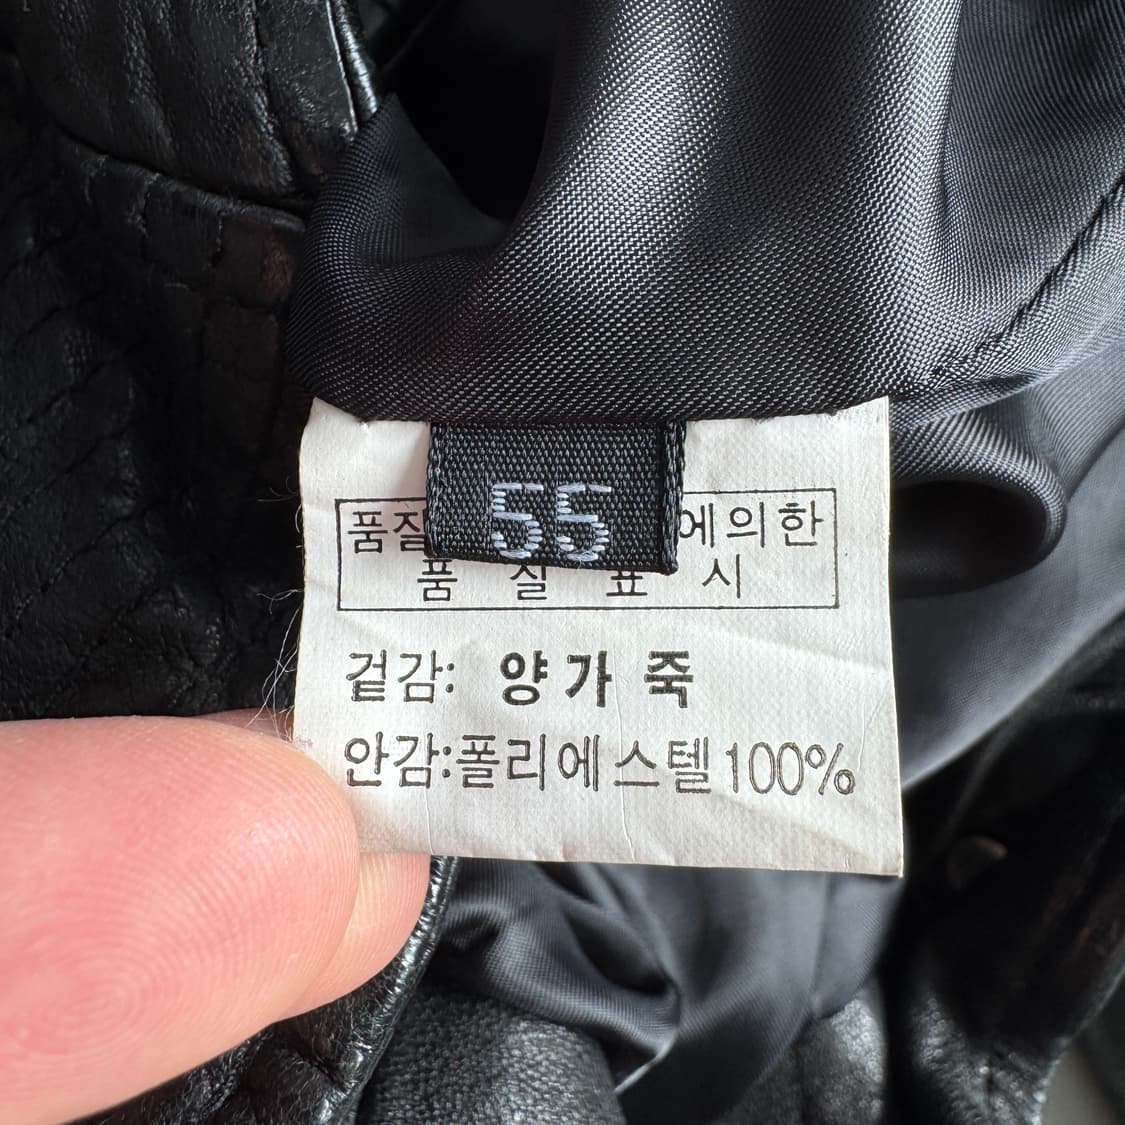 55
품질 에의한
품 질 표 시
겉감: 양가죽
안감:폴리에스텔100%